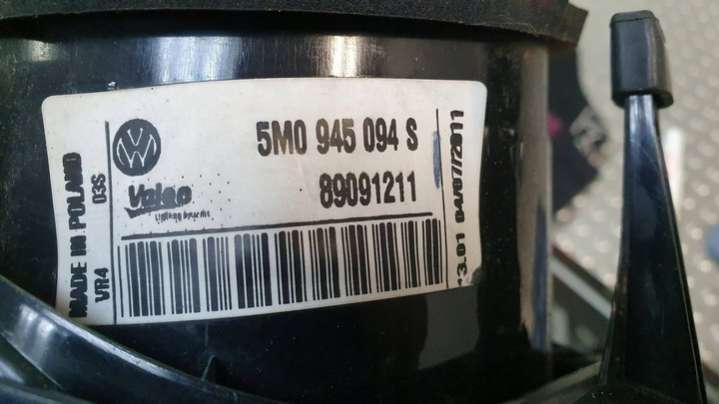 MADE IN POLAND
VR4 03S
5M0 945 094 S
Valeo
89091211
13.01 04/07/2011